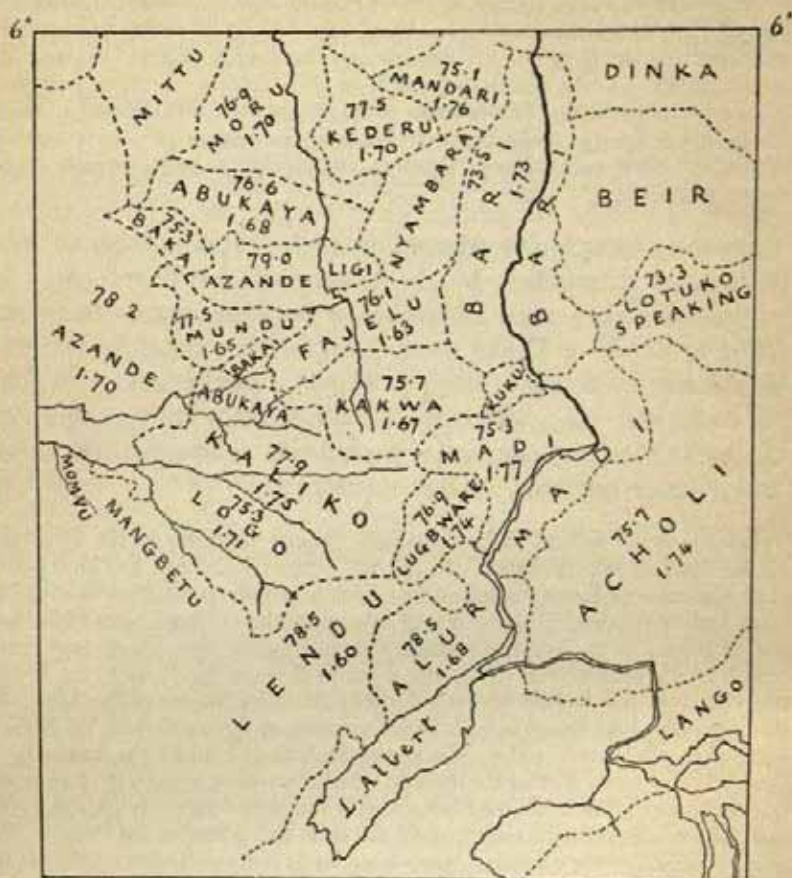 6° 6°
MITTU
76·9
MORU
1·70
75·1
MANDARI
1·76
77·5
KEDERU
1·70
DINKA
NYAMBARA
73·5
BARI
1·73
BARI
BEIR
76·6
ABUKAYA
1·68
75·3
BAKA
79·0
AZANDE
LIGI
73·3
LOTUKO
SPEAKING
78·2
AZANDE
1·70
77·5
MUNDU
1·65
BAKA
76·1
FAJELU
1·63
ABUKAYA
75·7
KAKWA
1·67
KUKU
75·3
MADI
1·77
MADI
77·9
KALIKO
1·75
75·3
LOGO
1·71
MOMVU
MANGBETU
76·9
LUGBWARE
1·74
75·7
ACHOLI
1·74
78·5
LENDU
1·60
78·5
ALUR
1·68
L. Albert
LANGO